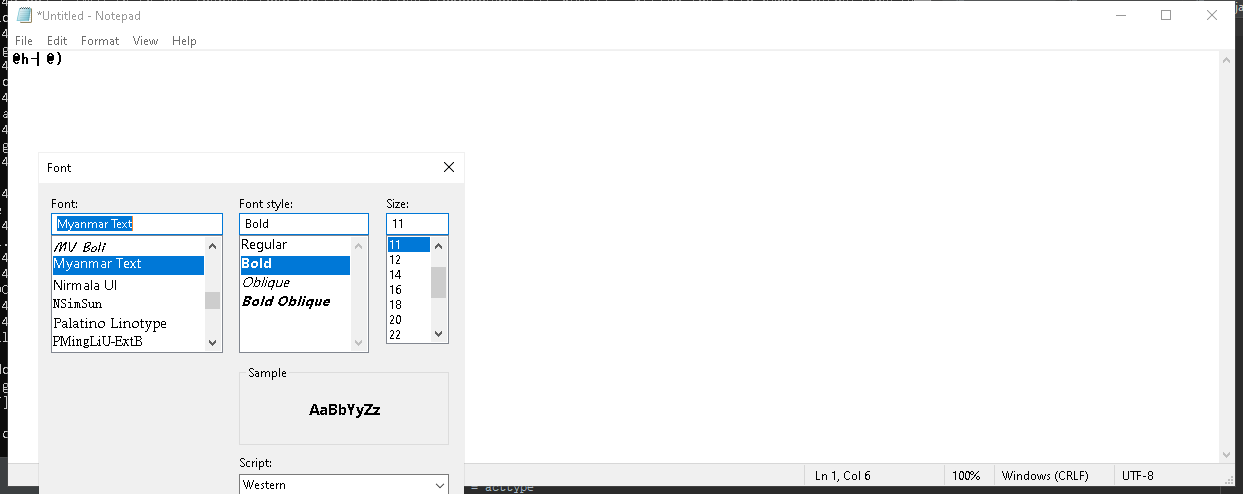 *Untitled - Notepad
File Edit Format View Help
@h-| @)
Font
Font: Font style: Size:
Myanmar Text Bold 11
MV Boli Regular 11
Myanmar Text Bold 12
Nirmala UI Oblique 14
NSimSun Bold Oblique 16
Palatino Linotype 18
PMingLiU-ExtB 20
22
Sample
AaBbYyZz
Script:
Western
Ln 1, Col 6 100% Windows (CRLF) UTF-8
= acctype